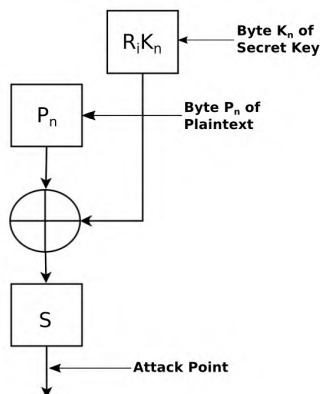 RᵢKₙ
Byte Kₙ of
Secret Key
Pₙ
Byte Pₙ of
Plaintext
S
Attack Point